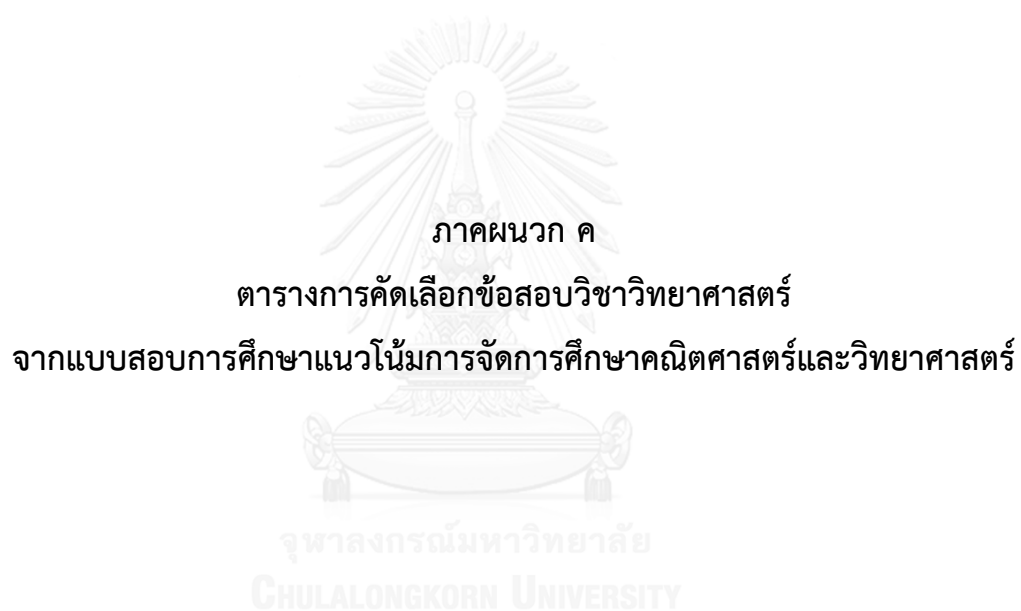 ภาคผนวก ค
ตารางการคัดเลือกข้อสอบวิชาวิทยาศาสตร์
จากแบบสอบการศึกษาแนวโน้มการจัดการศึกษาคณิตศาสตร์และวิทยาศาสตร์
จุฬาลงกรณ์มหาวิทยาลัย
CHULALONGKORN UNIVERSITY